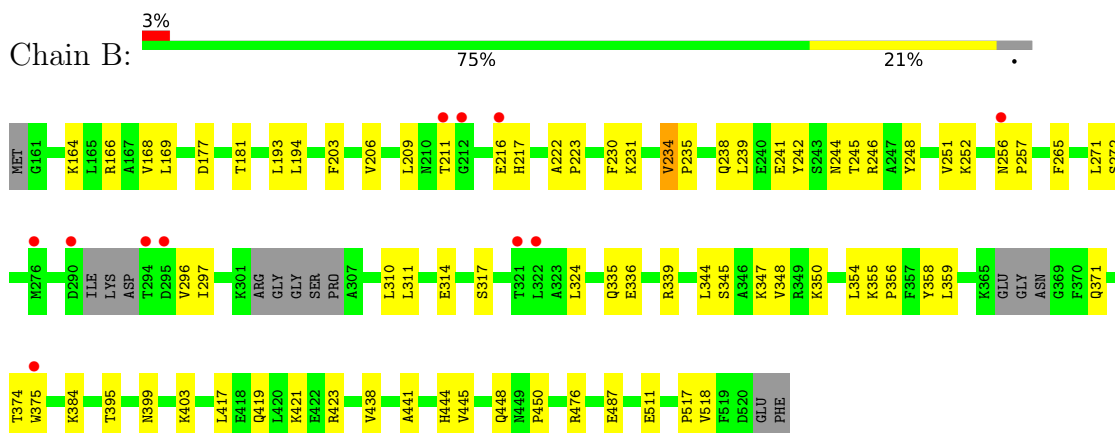 3%
Chain B:
75% 21% •
MET G161 K164 L165 R166 A167 V168 L169 D177 T181 L193 L194 F203 V206 L209 N210 T211 G212 E216 H217 A222 P223 F230 K231 V234 P235 Q238 L239 E240 E241 Y242 S243 N244 T245 R246 A247 Y248 V251 K252 N256 P257 F265 L271 S272
M276 D290 ILE LYS ASP T294 D295 V296 I297 K301 ARG GLY GLY SER PRO A307 L310 L311 E314 S317 T321 L322 A323 L324 Q335 E336 R339 L344 S345 A346 K347 V348 R349 K350 L354 K355 P356 F357 Y358 L359 K365 GLU GLY ASN G369 F370 Q371
T374 W375 K384 T395 N399 K403 L417 E418 Q419 L420 K421 E422 R423 V438 A441 H444 V445 Q448 N449 P450 R476 E487 E511 P517 V518 F519 D520 GLU PHE